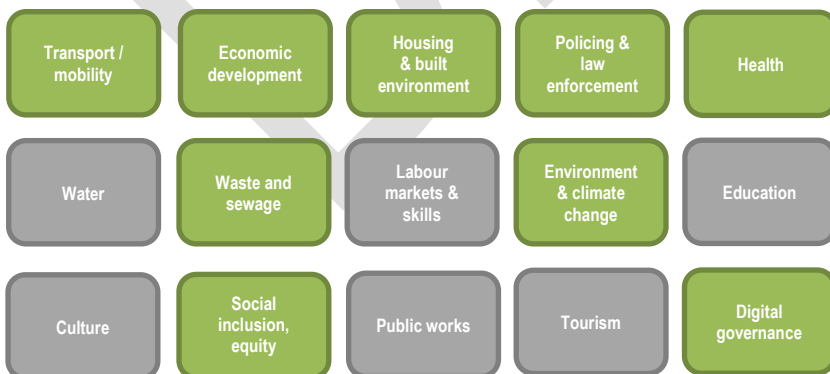 Transport /
mobility
Economic
development
Housing
& built
environment
Policing &
law
enforcement
Health
Water
Waste and
sewage
Labour
markets &
skills
Environment
& climate
change
Education
Culture
Social
inclusion,
equity
Public works
Tourism
Digital
governance